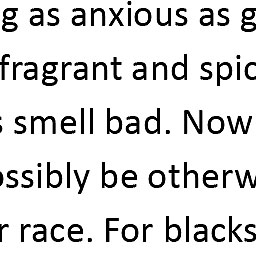 g as anxious as g
fragrant and spic
s smell bad. Now
ossibly be otherw
r race. For blacks